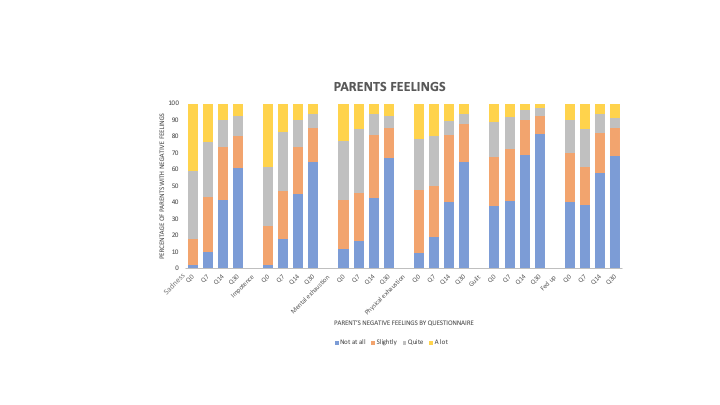 PARENTS FEELINGS
PERCENTAGE OF PARENTS WITH NEGATIVE FEELINGS
100
90
80
70
60
50
40
30
20
10
0
Sadness Q0 Q7 Q14 Q30 Impotence Q0 Q7 Q14 Q30 Mental exhaustion Q0 Q7 Q14 Q30 Physical exhaustion Q0 Q7 Q14 Q30 Guilt Q0 Q7 Q14 Q30 Fed up Q0 Q7 Q14 Q30
PARENT'S NEGATIVE FEELINGS BY QUESTIONNAIRE
Not at all Slightly Quite A lot